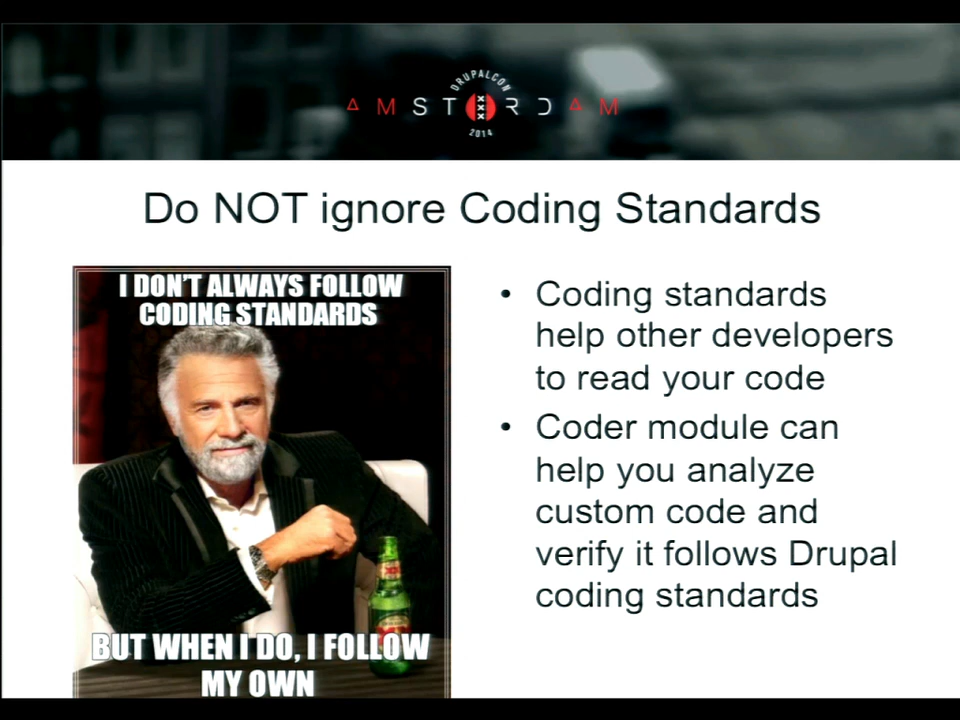 DRUPALCON
AMSTERDAM
2014
Do NOT ignore Coding Standards
I DON'T ALWAYS FOLLOW
CODING STANDARDS
BUT WHEN I DO, I FOLLOW
MY OWN
• Coding standards
help other developers
to read your code
• Coder module can
help you analyze
custom code and
verify it follows Drupal
coding standards